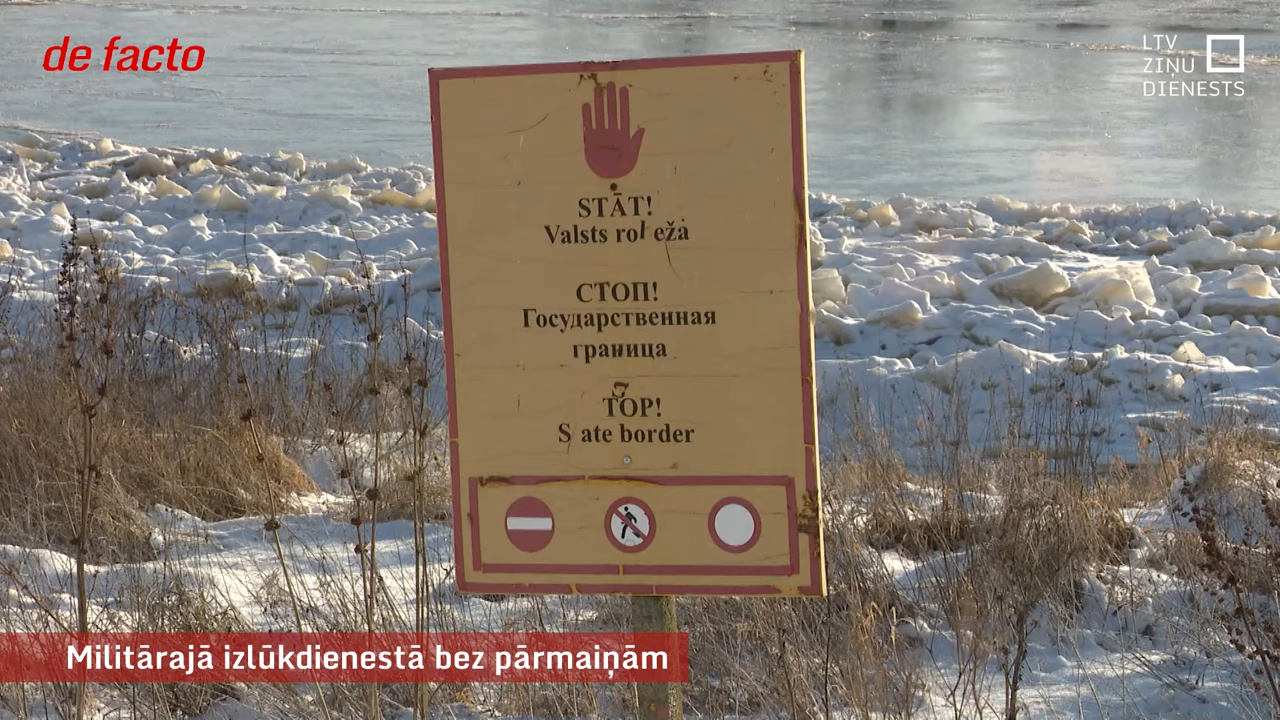 de facto
LTV
ZIŅU
DIENESTS
STĀT!
Valsts robeža
СТОП!
Государственная
граница
TOP!
S ate border
Militārajā izlūkdienestā bez pārmaiņām